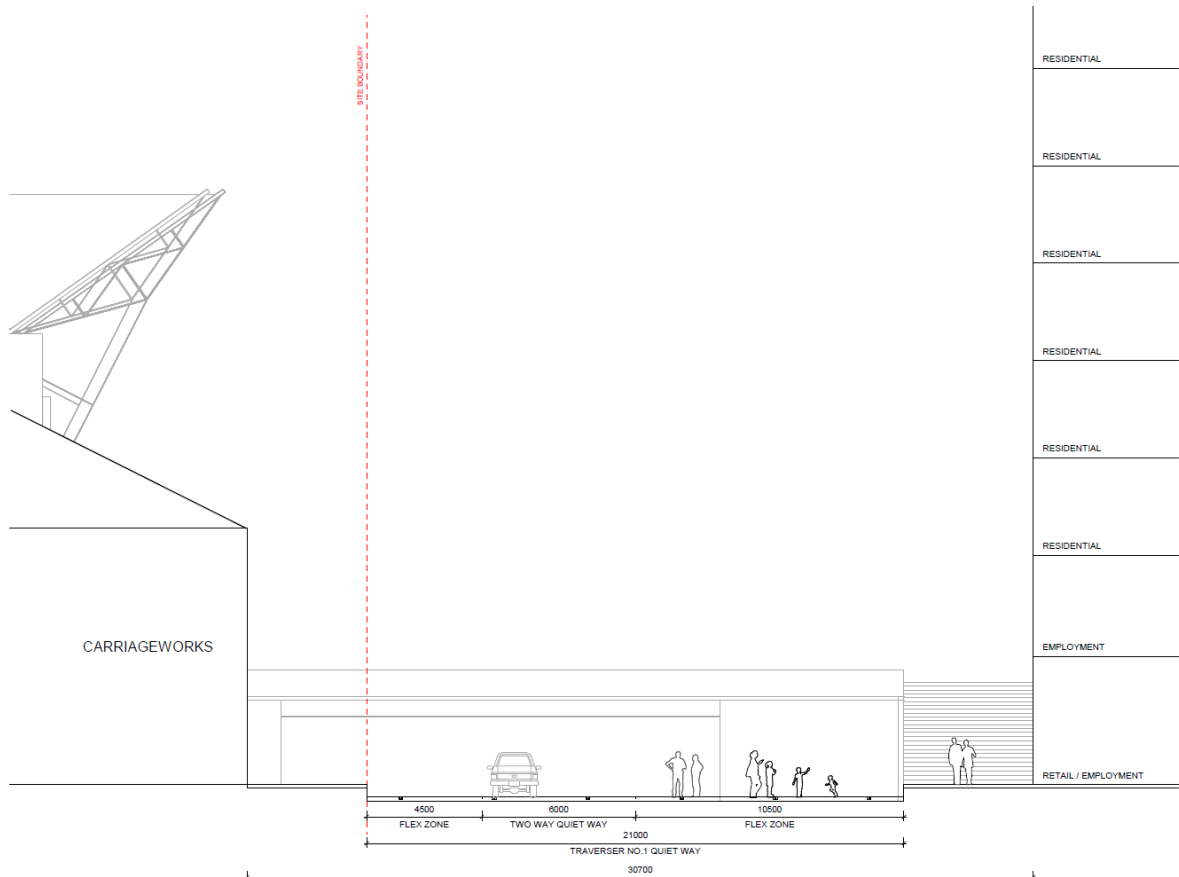 SITE BOUNDARY
RESIDENTIAL
RESIDENTIAL
RESIDENTIAL
RESIDENTIAL
RESIDENTIAL
RESIDENTIAL
CARRIAGEWORKS
EMPLOYMENT
RETAIL / EMPLOYMENT
4500
6000
10500
FLEX ZONE
TWO WAY QUIET WAY
FLEX ZONE
21000
TRAVERSER NO.1 QUIET WAY
30700